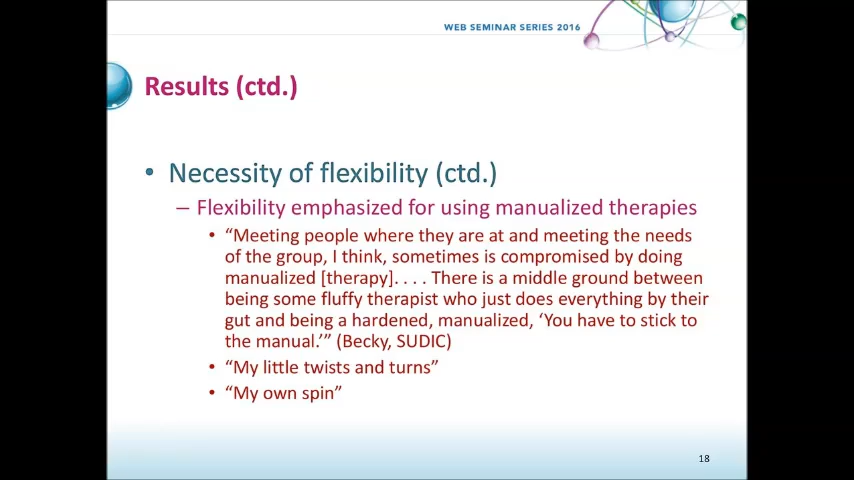 WEB SEMINAR SERIES 2016
Results (ctd.)
• Necessity of flexibility (ctd.)
– Flexibility emphasized for using manualized therapies
• “Meeting people where they are at and meeting the needs
of the group, I think, sometimes is compromised by doing
manualized [therapy]. . . . There is a middle ground between
being some fluffy therapist who just does everything by their
gut and being a hardened, manualized, ‘You have to stick to
the manual.’” (Becky, SUDIC)
• “My little twists and turns”
• “My own spin”
18